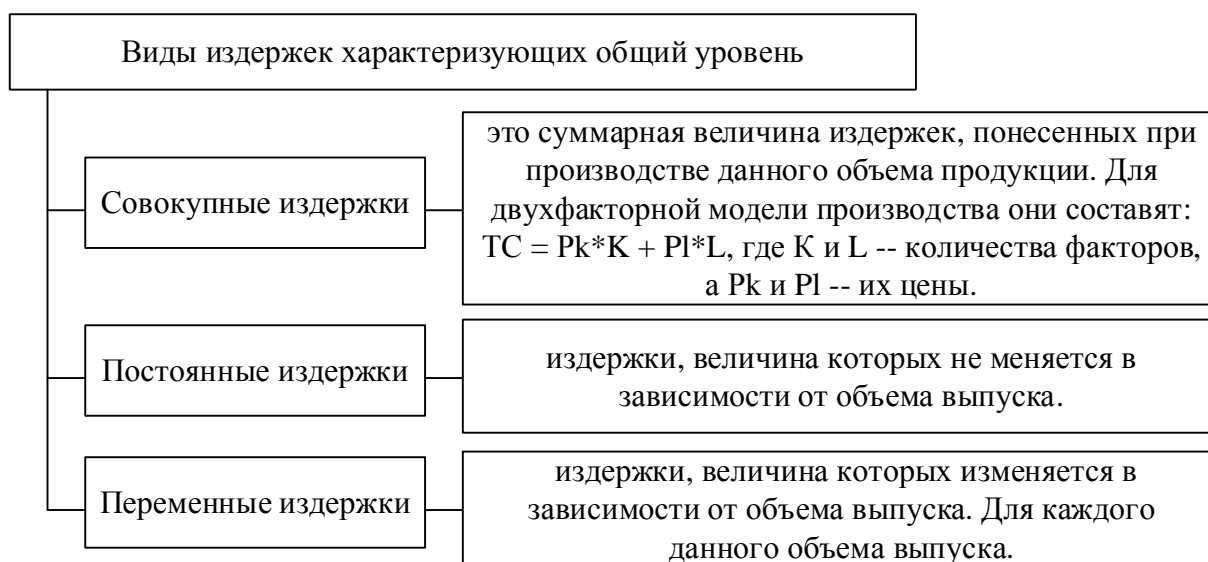 Виды издержек характеризующих общий уровень
Совокупные издержки
это суммарная величина издержек, понесенных при
производстве данного объема продукции. Для
двухфакторной модели производства они составят:
TC = Pk*K + Pl*L, где К и L -- количества факторов,
а Pk и Pl -- их цены.
Постоянные издержки
издержки, величина которых не меняется в
зависимости от объема выпуска.
Переменные издержки
издержки, величина которых изменяется в
зависимости от объема выпуска. Для каждого
данного объема выпуска.